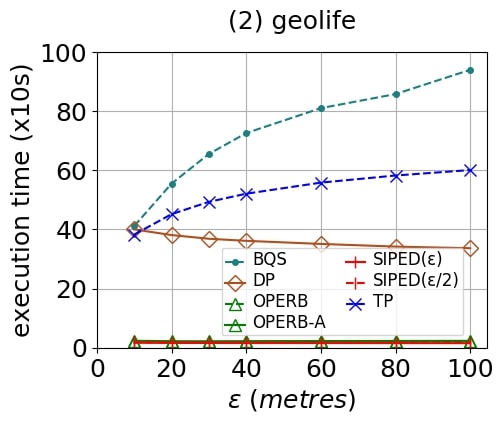 (2) geolife
execution time (x10s)
100
80
60
40
20
0
BQS
DP
OPERB
OPERB-A
SIPED(ε)
SIPED(ε/2)
TP
0 20 40 60 80 100
ε (metres)